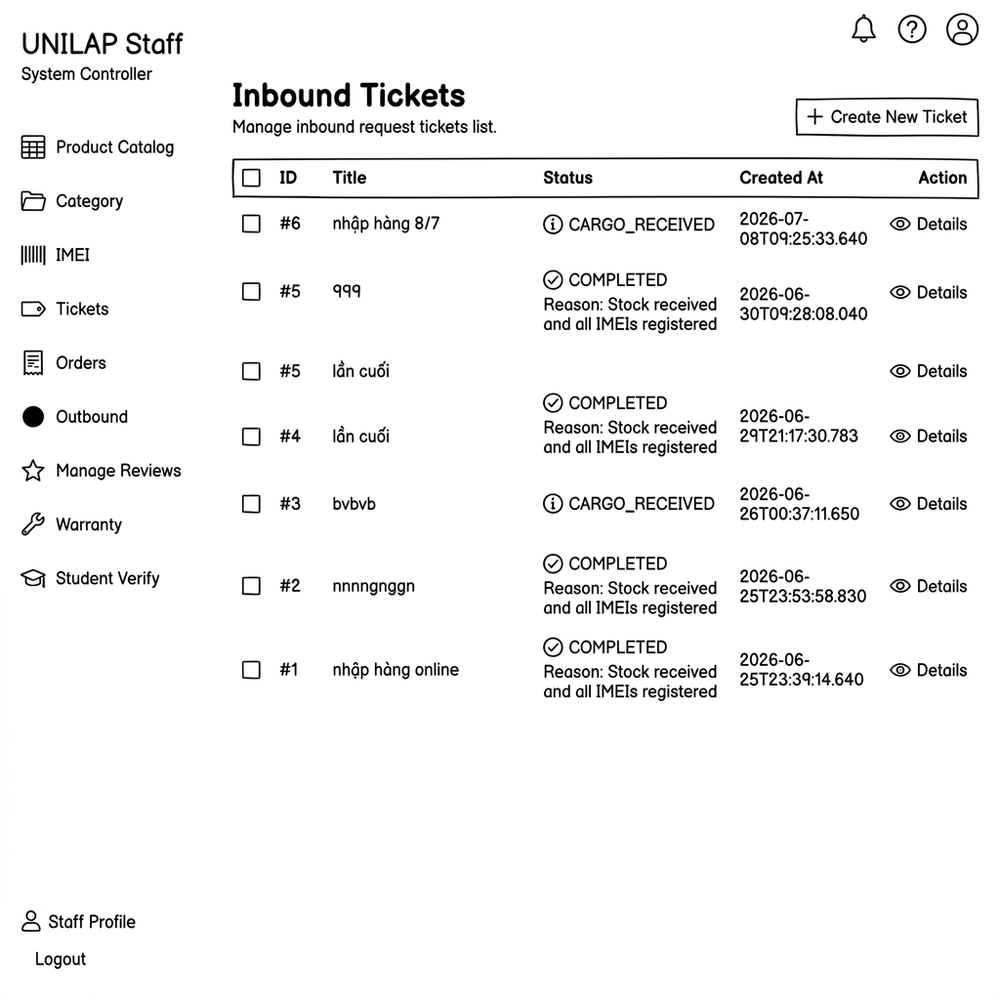 UNILAP Staff
System Controller
Product Catalog
Category
IMEI
Tickets
Orders
Outbound
Manage Reviews
Warranty
Student Verify
Staff Profile
Logout
Inbound Tickets
Manage inbound request tickets list.
+ Create New Ticket
ID Title Status Created At Action
#6 nhập hàng 8/7 CARGO_RECEIVED 2026-07-
08T09:25:33.640 Details
#5 999 COMPLETED
Reason: Stock received
and all IMEIs registered
2026-06-
30T09:28:08.040 Details
#5 lần cuối Details
#4 lần cuối COMPLETED
Reason: Stock received
and all IMEIs registered
2026-06-
29T21:17:30.783 Details
#3 bvbvb CARGO_RECEIVED 2026-06-
26T00:37:11.650 Details
#2 nnnngnggn COMPLETED
Reason: Stock received
and all IMEIs registered
2026-06-
25T23:53:58.830 Details
#1 nhập hàng online COMPLETED
Reason: Stock received
and all IMEIs registered
2026-06-
25T23:39:14.640 Details